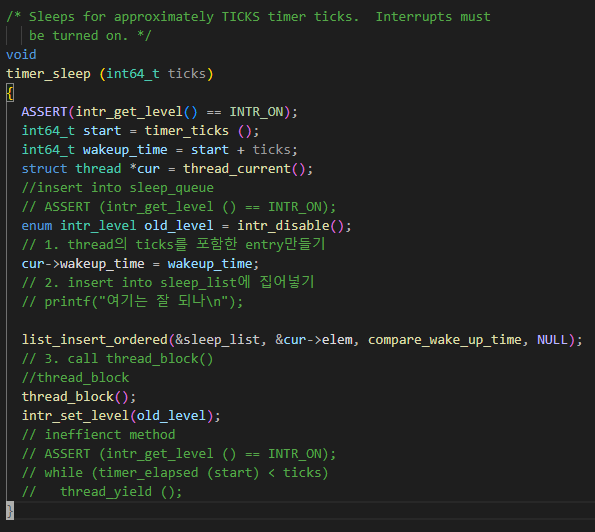 /* Sleeps for approximately TICKS timer ticks.  Interrupts must
   be turned on. */
void
timer_sleep (int64_t ticks)
{
  ASSERT(intr_get_level() == INTR_ON);
  int64_t start = timer_ticks ();
  int64_t wakeup_time = start + ticks;
  struct thread *cur = thread_current();
  //insert into sleep_queue
  // ASSERT (intr_get_level () == INTR_ON);
  enum intr_level old_level = intr_disable();
  // 1. thread의 ticks를 포함한 entry만들기
  cur->wakeup_time = wakeup_time;
  // 2. insert into sleep_list에 집어넣기
  // printf("여기는 잘 되나\n");

  list_insert_ordered(&sleep_list, &cur->elem, compare_wake_up_time, NULL);
  // 3. call thread_block()
  //thread_block
  thread_block();
  intr_set_level(old_level);
  // ineffienct method
  // ASSERT (intr_get_level () == INTR_ON);
  // while (timer_elapsed (start) < ticks)
  //   thread_yield ();
}